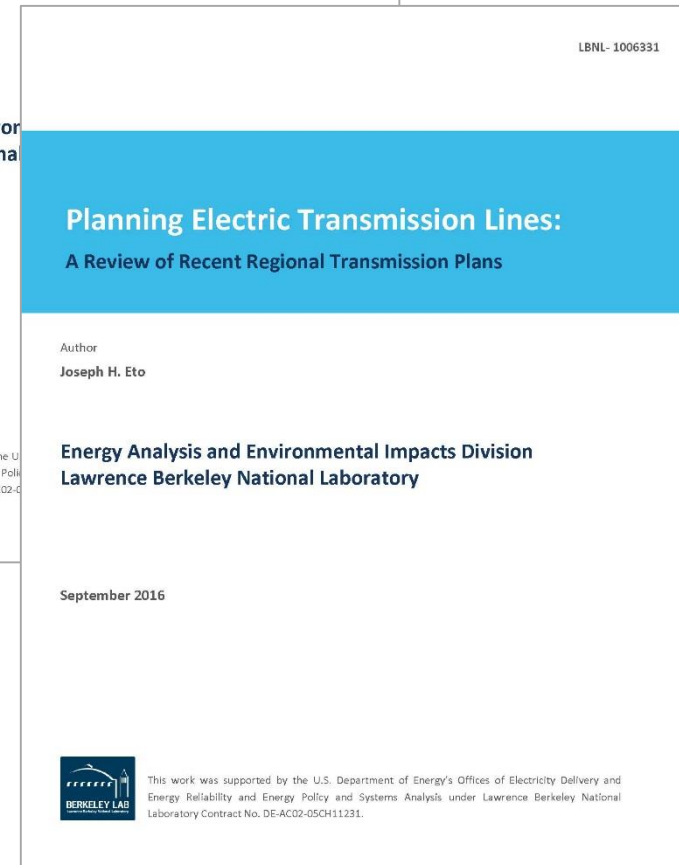 LBNL- 1006331
Planning Electric Transmission Lines:
A Review of Recent Regional Transmission Plans
Author
Joseph H. Eto
Energy Analysis and Environmental Impacts Division
Lawrence Berkeley National Laboratory
September 2016
BERKELEY LAB
This work was supported by the U.S. Department of Energy's Offices of Electricity Delivery and
Energy Reliability and Energy Policy and Systems Analysis under Lawrence Berkeley National
Laboratory Contract No. DE-AC02-05CH11231.